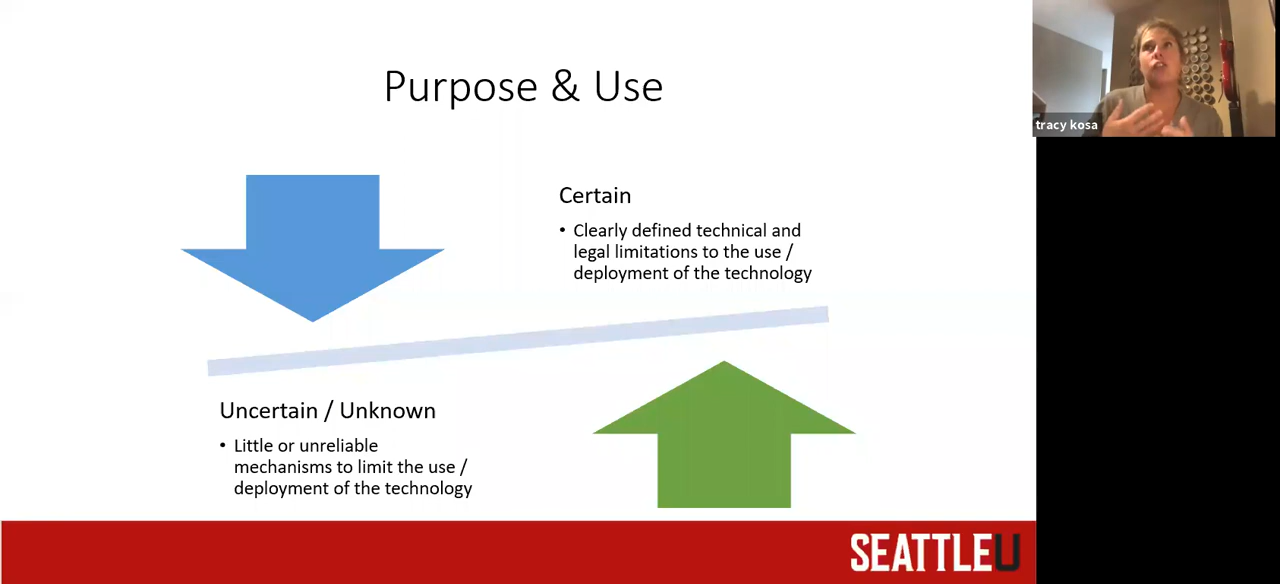 Purpose & Use
tracy kosa
Certain
• Clearly defined technical and
legal limitations to the use /
deployment of the technology
Uncertain / Unknown
• Little or unreliable
mechanisms to limit the use /
deployment of the technology
SEATTLEU